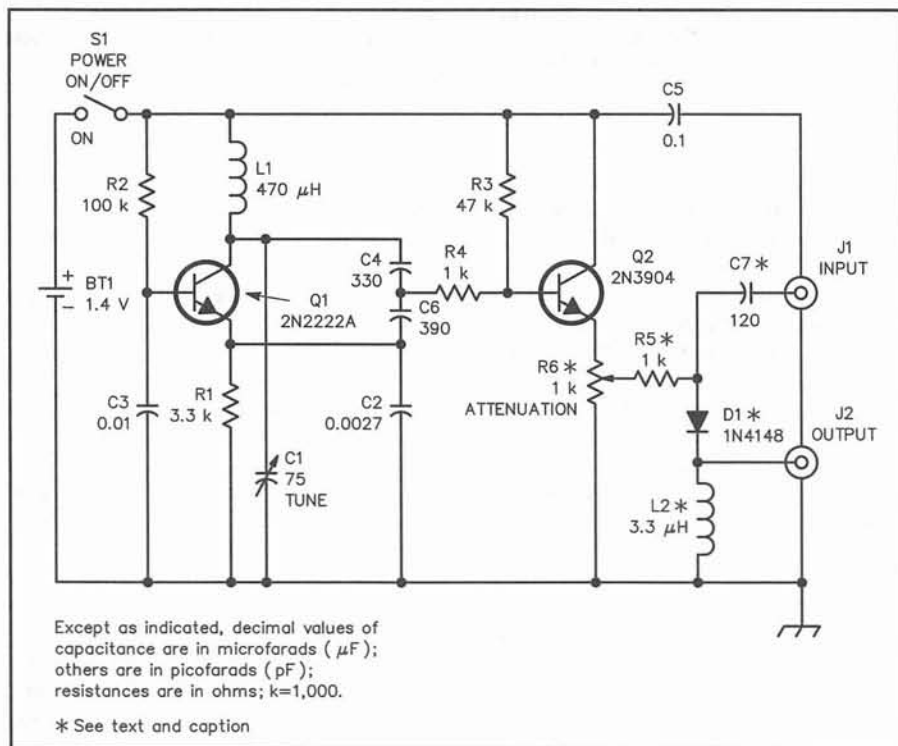 S1
POWER
ON/OFF
ON
C5
0.1
R2
100 k
L1
470 μH
R3
47 k
J1
INPUT
C4
330
R4
1 k
Q2
2N3904
C7*
120
+
BT1
1.4 V
–
Q1
2N2222A
C6
390
R5*
1 k
R6*
1 k
ATTENUATION
C3
0.01
R1
3.3 k
C2
0.0027
D1*
1N4148
J2
OUTPUT
C1
75
TUNE
L2*
3.3 μH
Except as indicated, decimal values of
capacitance are in microfarads ( μF);
others are in picofarads ( pF);
resistances are in ohms; k=1,000.
* See text and caption